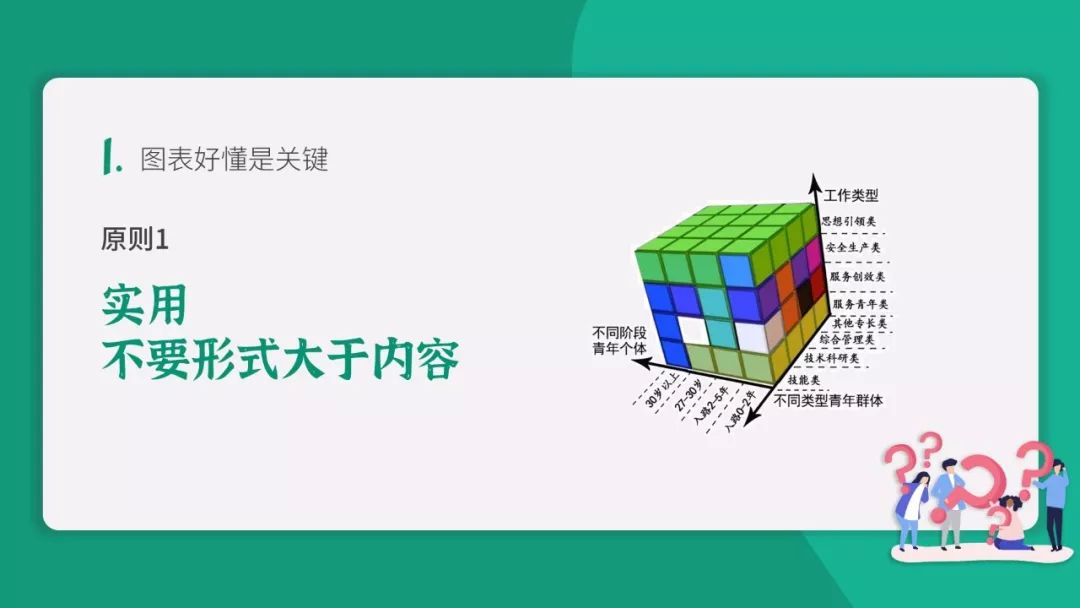 1. 图表好懂是关键
原则1
实用
不要形式大于内容
工作类型
思想引领类
安全生产类
服务创效类
服务青年类
其他专长类
综合管理类
技术科研类
技能类
不同类型青年群体
不同阶段
青年个体
30岁以上
27-30岁
入路2-5年
入路0-2年